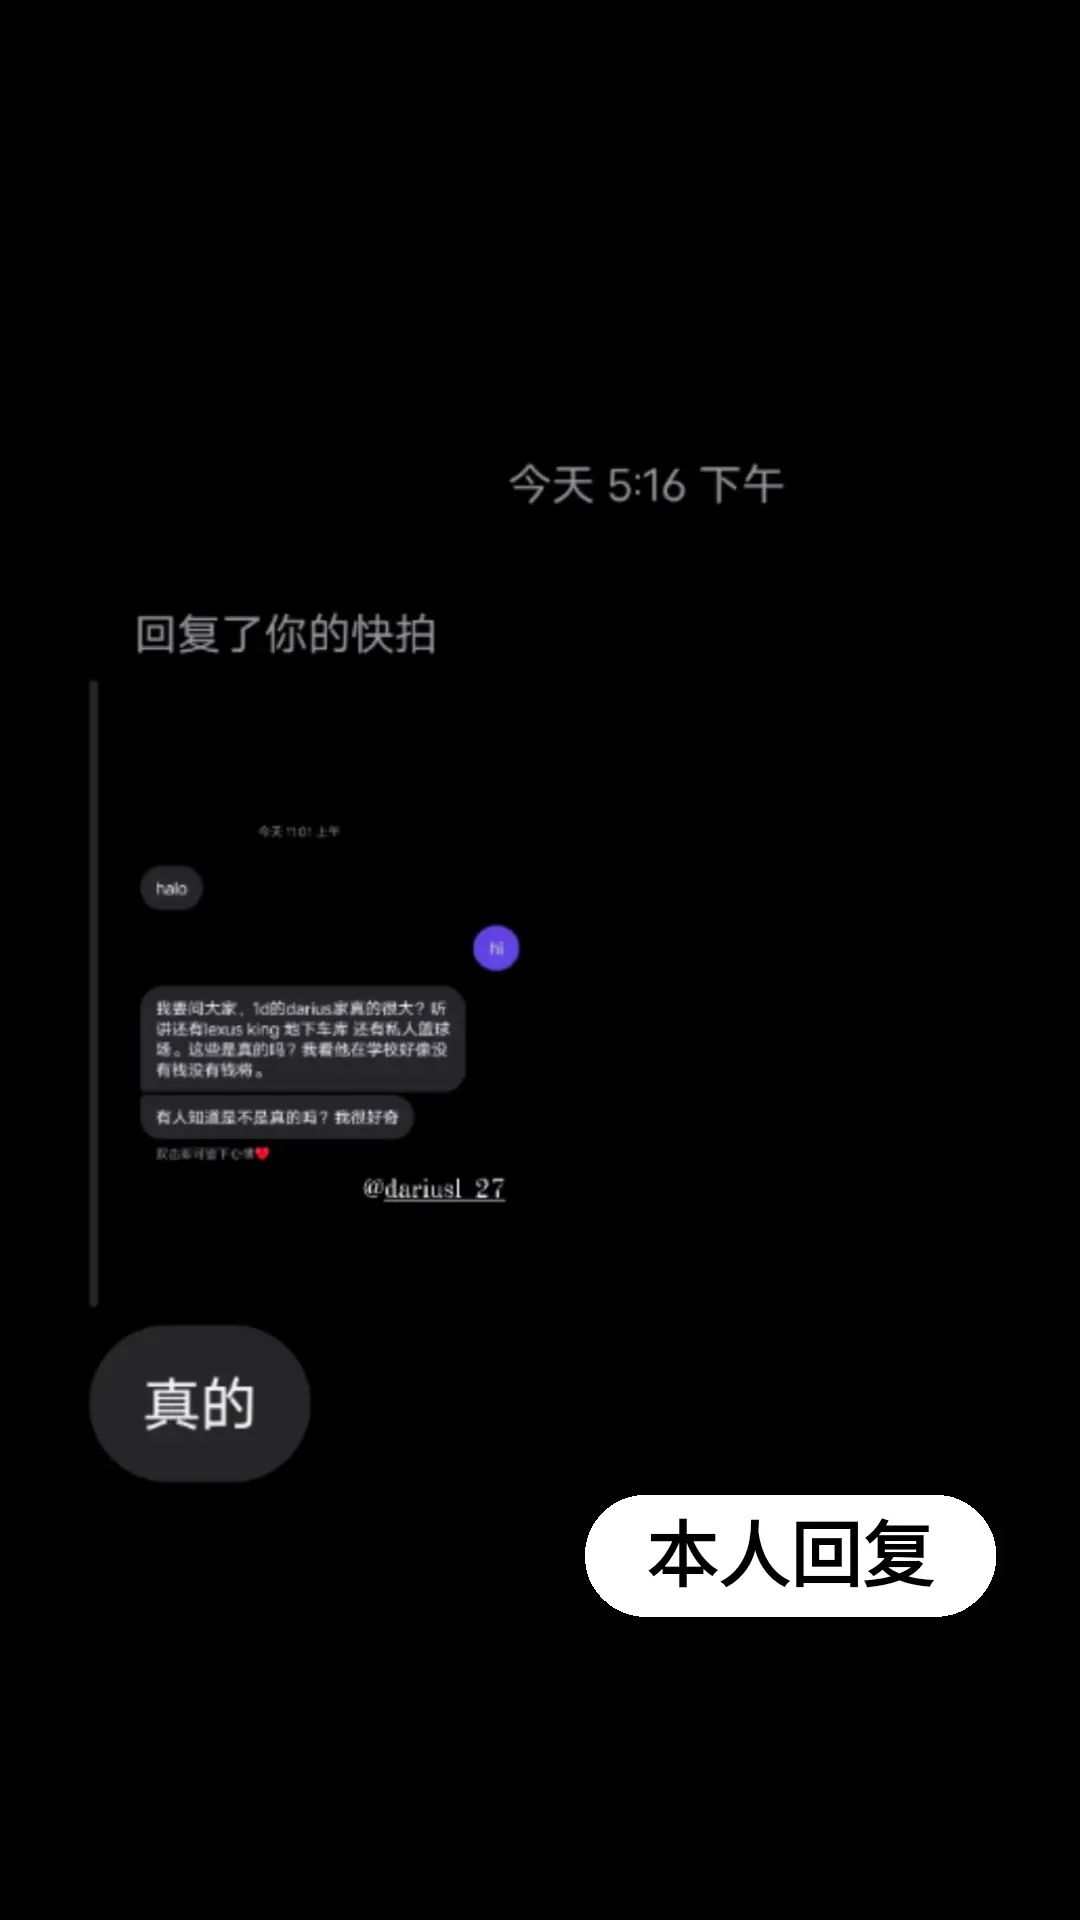 今天 5:16 下午
回复了你的快拍
今天 11:01 上午
halo
hi
我要问大家，1d的darius家真的很大？听
讲还有lexus king 地下车库 还有私人篮球
场。这些是真的吗？我看他在学校好像没
有钱没有钱将。
有人知道是不是真的吗？我很好奇
双击即可留下心情❤️
@dariusl_27
真的
本人回复